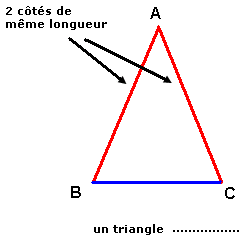 A
2 côtés de
même longueur
B
C
un triangle ..................